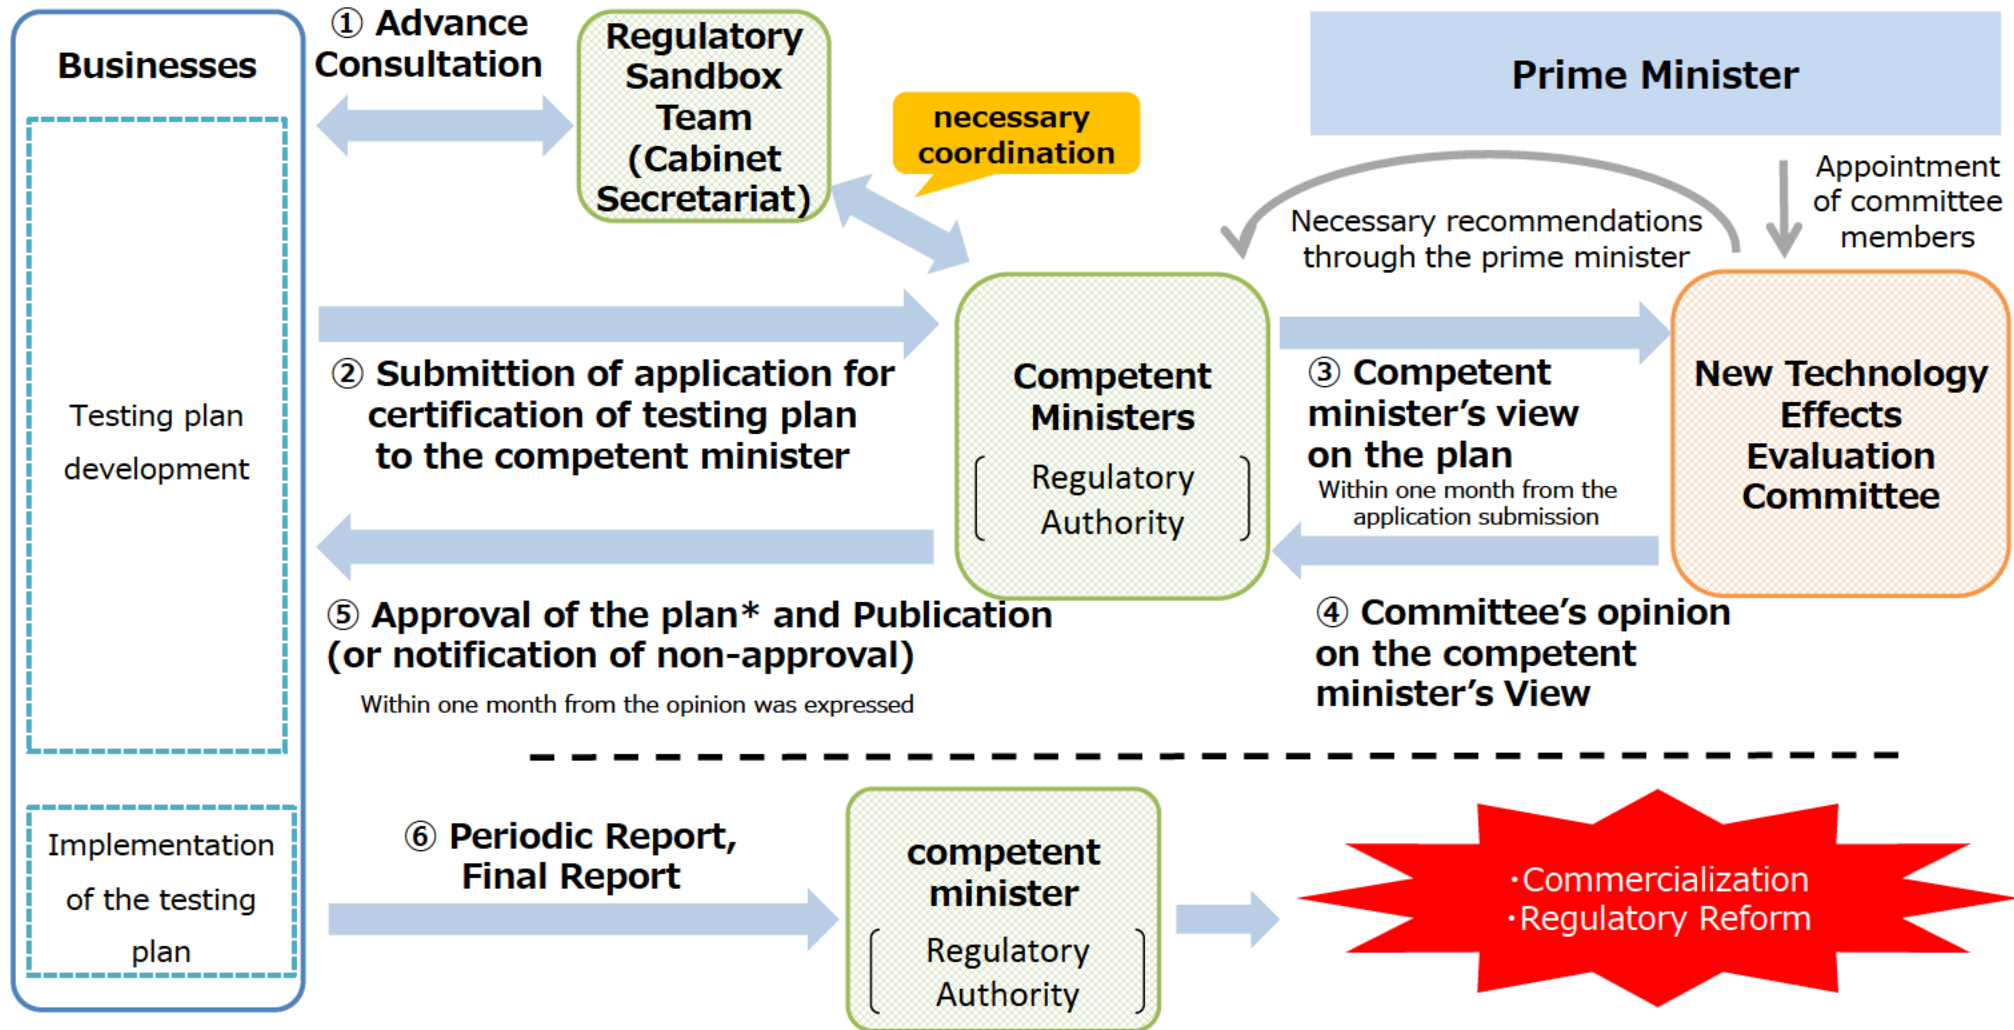 Businesses
Testing plan
development
Implementation
of the testing
plan
① Advance
Consultation
Regulatory
Sandbox
Team
(Cabinet
Secretariat)
necessary
coordination
Prime Minister
Appointment
of committee
members
Necessary recommendations
through the prime minister
② Submittion of application for
certification of testing plan
to the competent minister
Competent
Ministers
Regulatory
Authority
③ Competent
minister’s view
on the plan
Within one month from the
application submission
New Technology
Effects
Evaluation
Committee
④ Committee’s opinion
on the competent
minister’s View
⑤ Approval of the plan* and Publication
(or notification of non-approval)
Within one month from the opinion was expressed
⑥ Periodic Report,
Final Report
competent
minister
Regulatory
Authority
・Commercialization
・Regulatory Reform